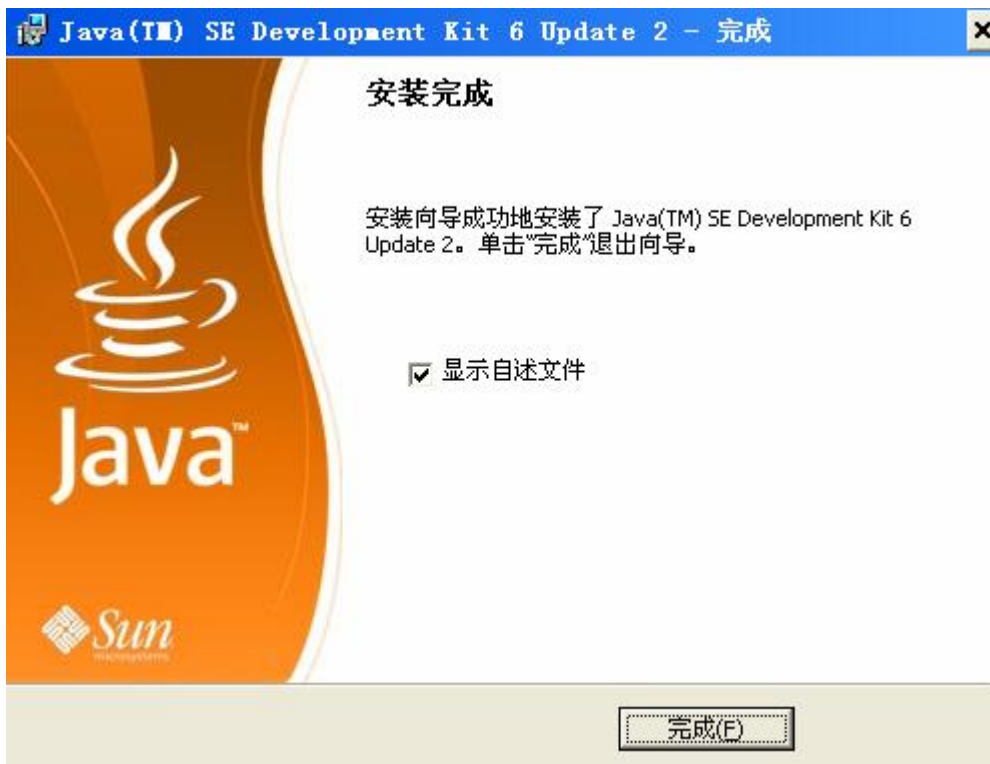 Java(TM) SE Development Kit 6 Update 2 - 完成
安装完成
安装向导成功地安装了 Java(TM) SE Development Kit 6
Update 2。单击"完成"退出向导。
显示自述文件
Java™
Sun
microsystems
完成(F)